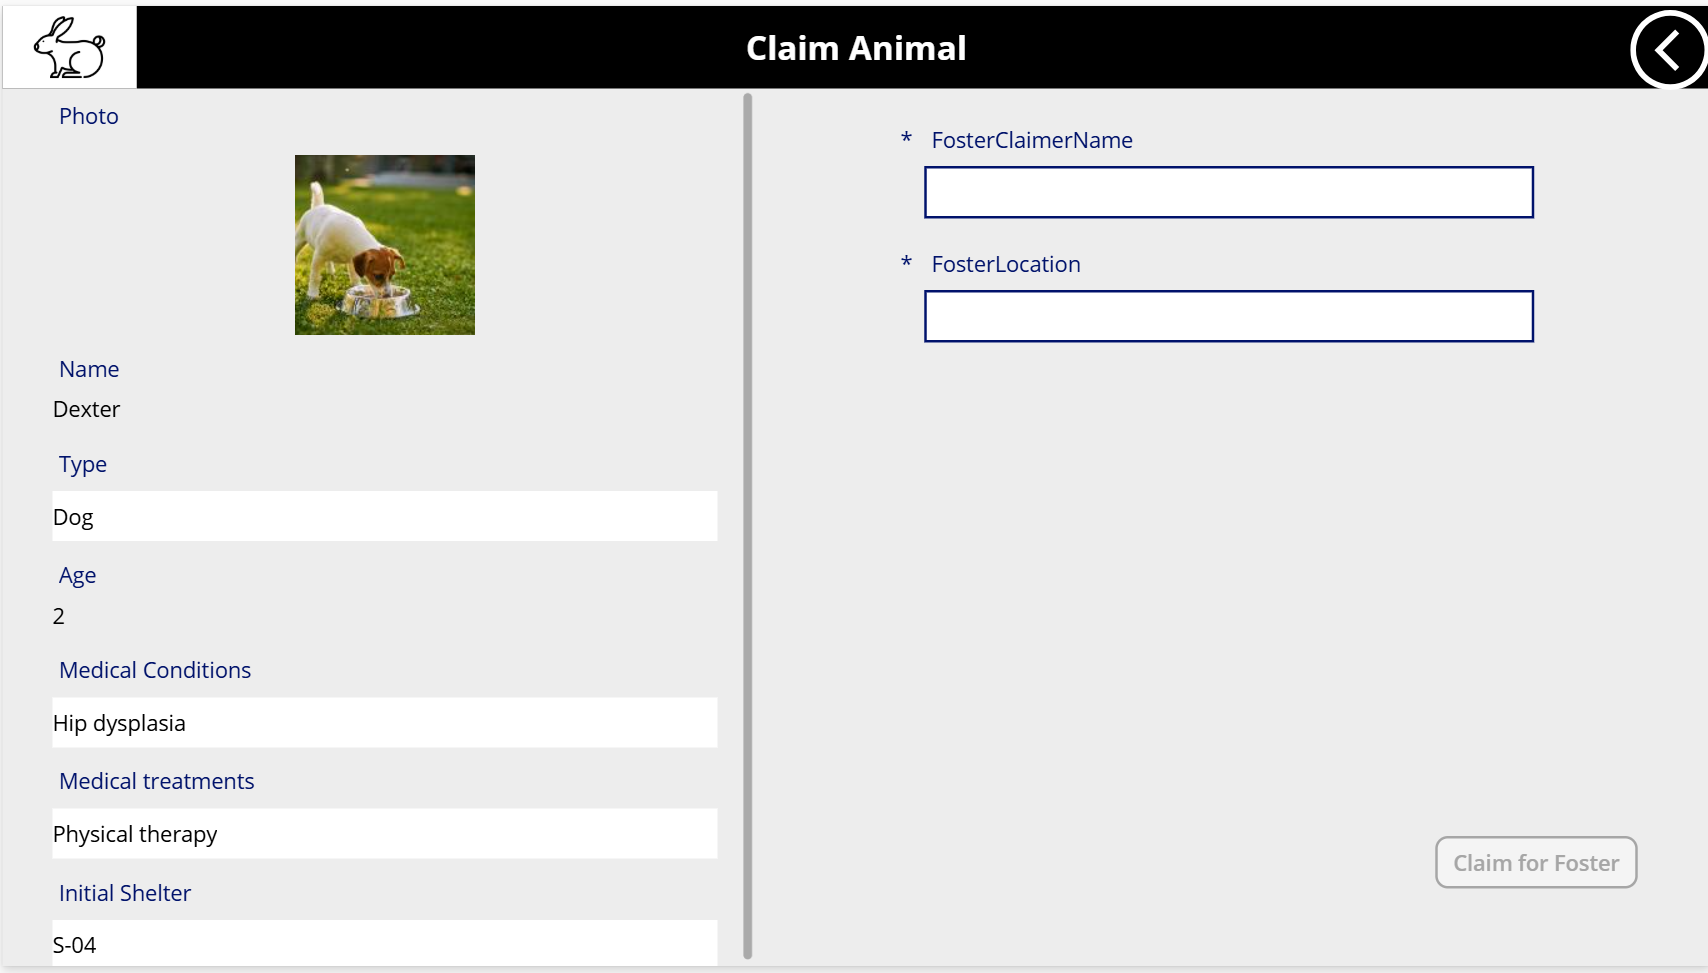 Claim Animal
Photo
Name
Dexter
Type
Dog
Age
2
Medical Conditions
Hip dysplasia
Medical treatments
Physical therapy
Initial Shelter
S-04
* FosterClaimerName
* FosterLocation
Claim for Foster